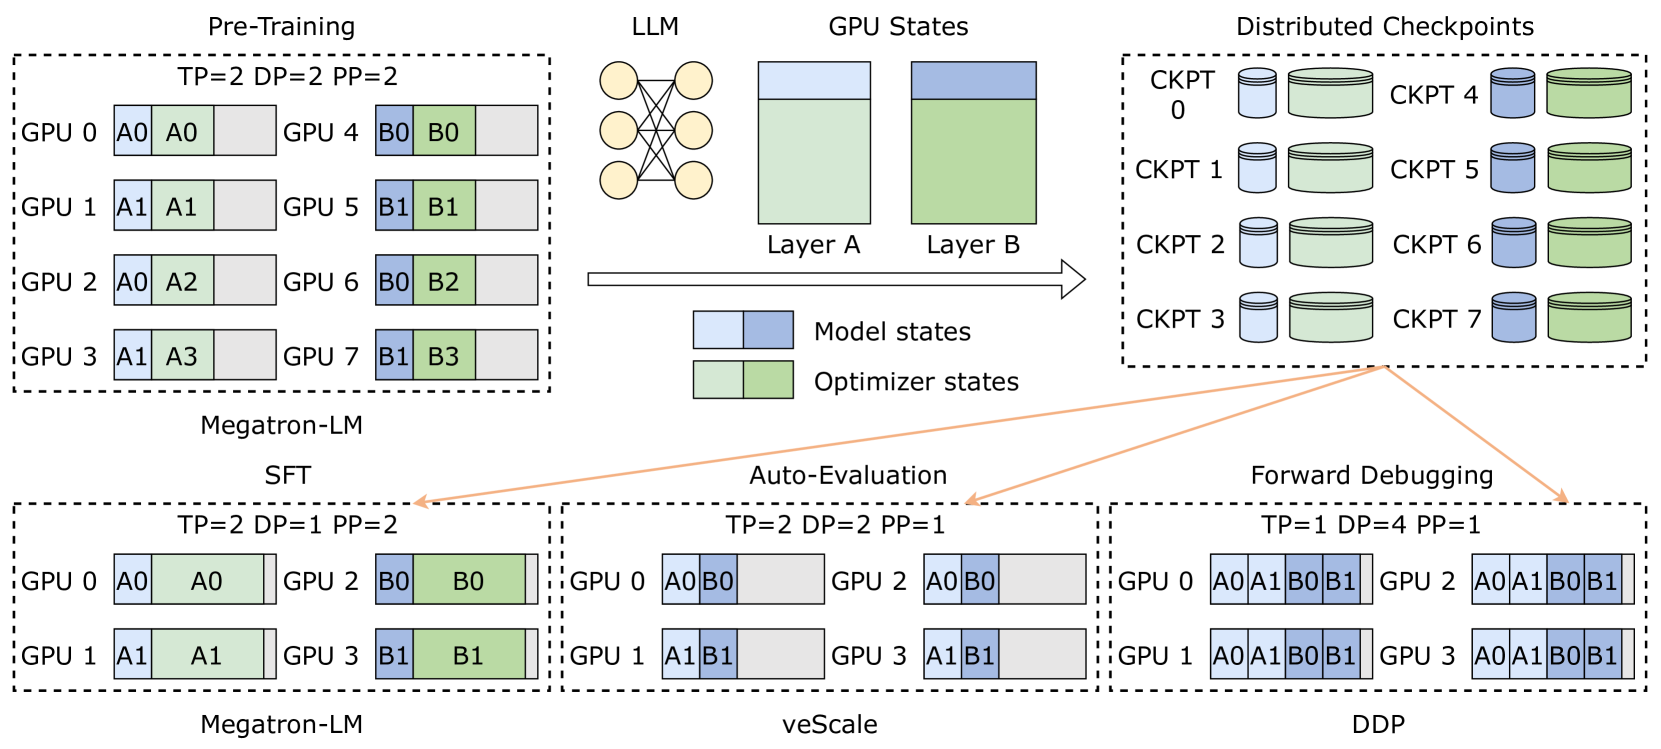 Pre-Training
LLM
GPU States
Distributed Checkpoints
TP=2 DP=2 PP=2
GPU 0 A0 A0 GPU 4 B0 B0
GPU 1 A1 A1 GPU 5 B1 B1
GPU 2 A0 A2 GPU 6 B0 B2
GPU 3 A1 A3 GPU 7 B1 B3
Megatron-LM
Layer A
Layer B
Model states
Optimizer states
CKPT
0
CKPT 4
CKPT 1 CKPT 5
CKPT 2 CKPT 6
CKPT 3 CKPT 7
SFT
TP=2 DP=1 PP=2
GPU 0 A0 A0 GPU 2 B0 B0
GPU 1 A1 A1 GPU 3 B1 B1
Megatron-LM
Auto-Evaluation
TP=2 DP=2 PP=1
GPU 0 A0 B0 GPU 2 A0 B0
GPU 1 A1 B1 GPU 3 A1 B1
veScale
Forward Debugging
TP=1 DP=4 PP=1
GPU 0 A0 A1 B0 B1 GPU 2 A0 A1 B0 B1
GPU 1 A0 A1 B0 B1 GPU 3 A0 A1 B0 B1
DDP